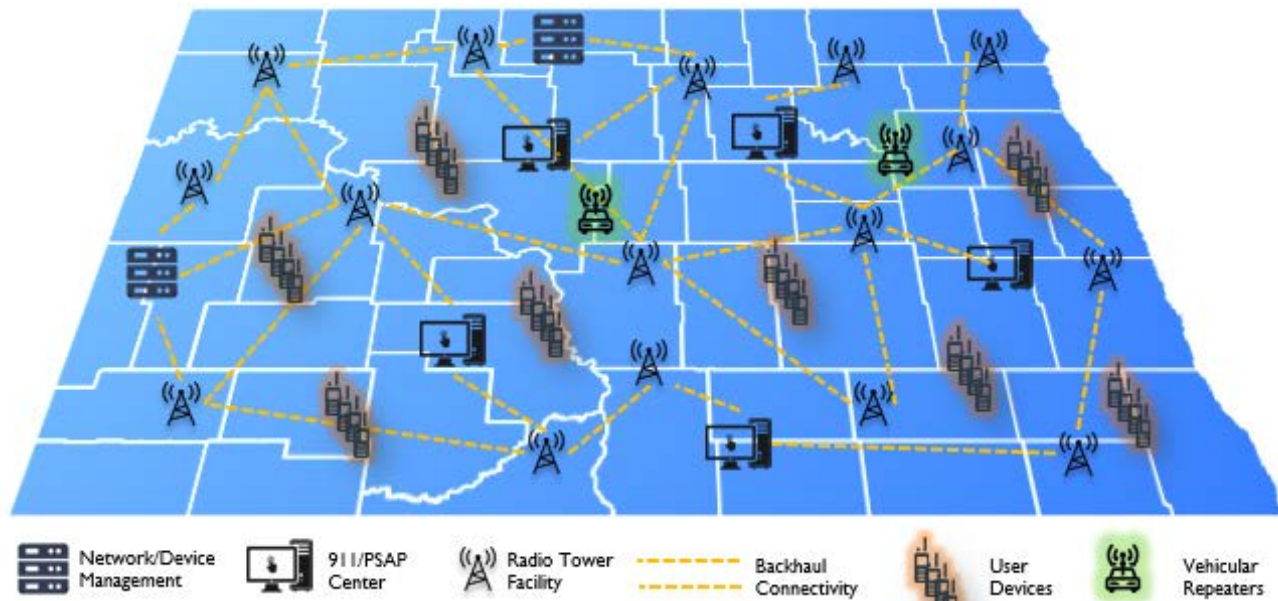 Network/Device
Management
911/PSAP
Center
Radio Tower
Facility
Backhaul
Connectivity
User
Devices
Vehicular
Repeaters